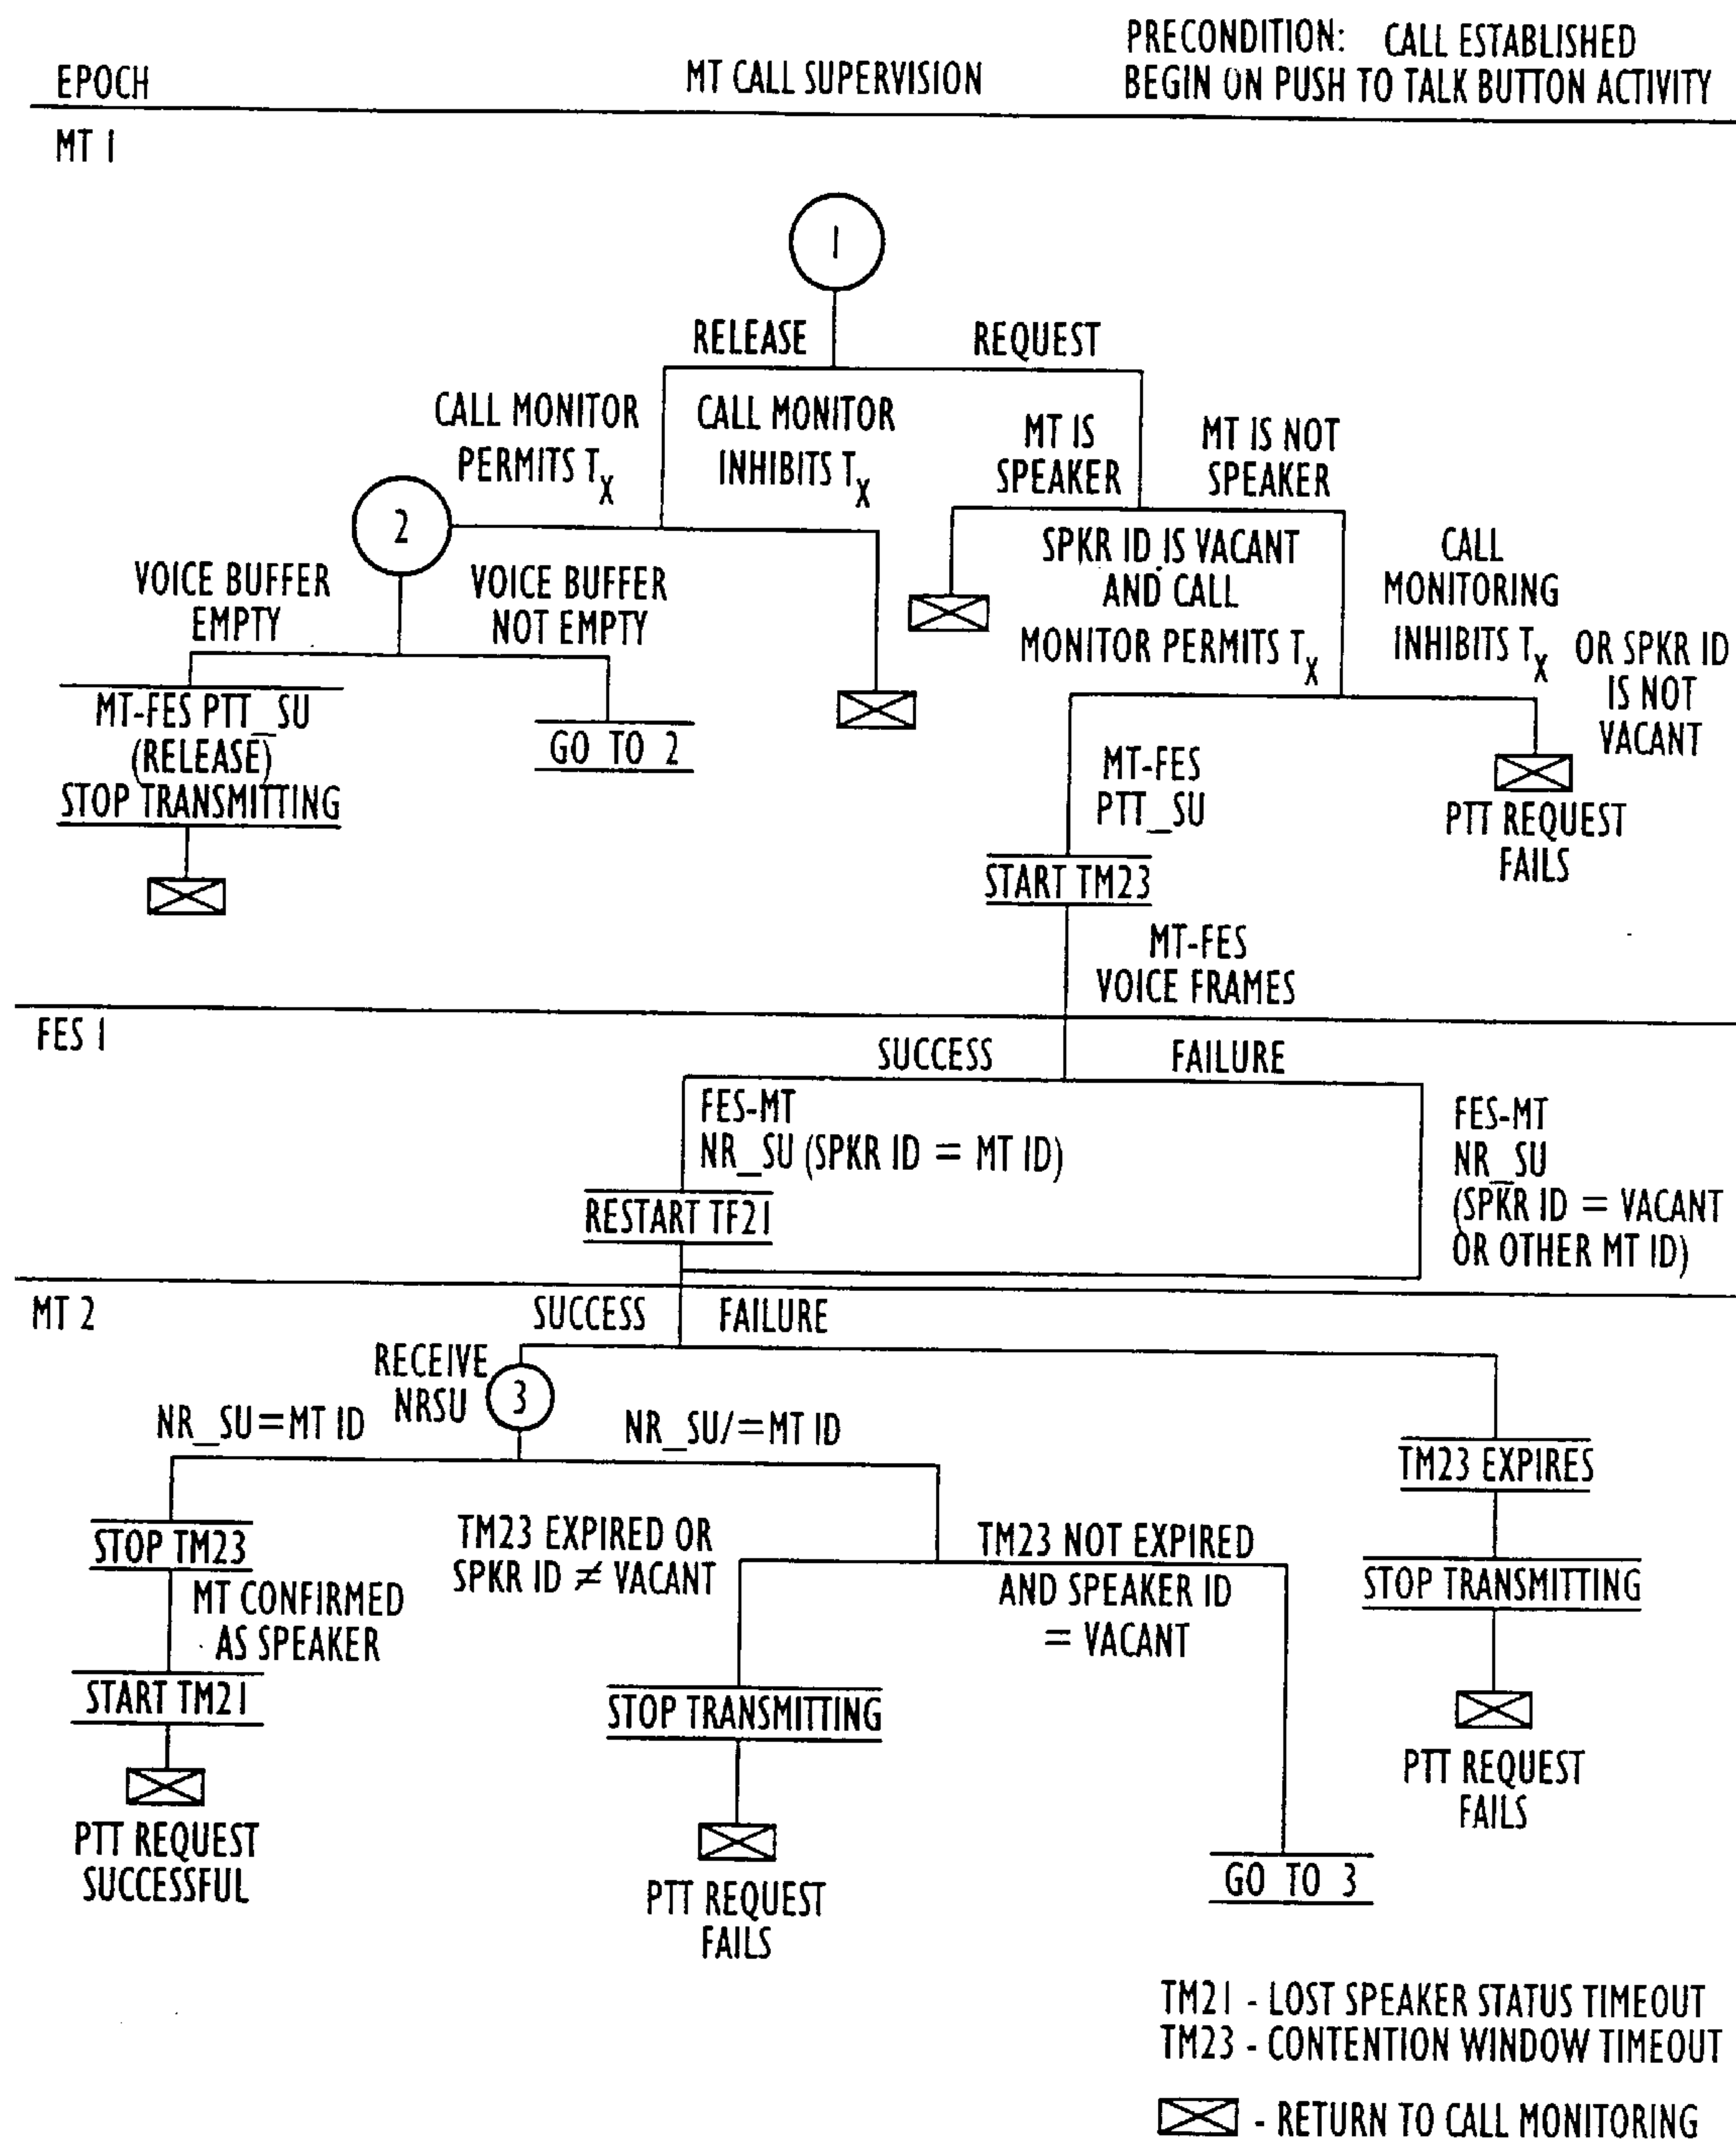 PRECONDITION: CALL ESTABLISHED
EPOCH
MT CALL SUPERVISION
BEGIN ON PUSH TO TALK BUTTON ACTIVITY
MT 1
1
RELEASE
REQUEST
CALL MONITOR
PERMITS TX
CALL MONITOR
INHIBITS TX
MT IS
SPEAKER
MT IS NOT
SPEAKER
2
VOICE BUFFER
EMPTY
VOICE BUFFER
NOT EMPTY
SPKR ID IS VACANT
AND CALL
MONITOR PERMITS TX
CALL
MONITORING
INHIBITS TX OR SPKR ID
IS NOT
VACANT
MT-FES PTT_SU
(RELEASE)
STOP TRANSMITTING
GO TO 2
MT-FES
PTT_SU
PTT REQUEST
FAILS
START TM23
MT-FES
VOICE FRAMES
FES 1
SUCCESS
FAILURE
FES-MT
NR_SU (SPKR ID = MT ID)
FES-MT
NR_SU
(SPKR ID = VACANT
OR OTHER MT ID)
RESTART TF21
MT 2
SUCCESS
FAILURE
RECEIVE
NRSU
3
NR_SU=MT ID
NR_SU/=MT ID
TM23 EXPIRES
STOP TM23
TM23 EXPIRED OR
SPKR ID ≠ VACANT
TM23 NOT EXPIRED
AND SPEAKER ID
= VACANT
STOP TRANSMITTING
MT CONFIRMED
AS SPEAKER
START TM21
STOP TRANSMITTING
PTT REQUEST
FAILS
PTT REQUEST
SUCCESSFUL
PTT REQUEST
FAILS
GO TO 3
TM21 - LOST SPEAKER STATUS TIMEOUT
TM23 - CONTENTION WINDOW TIMEOUT
- RETURN TO CALL MONITORING